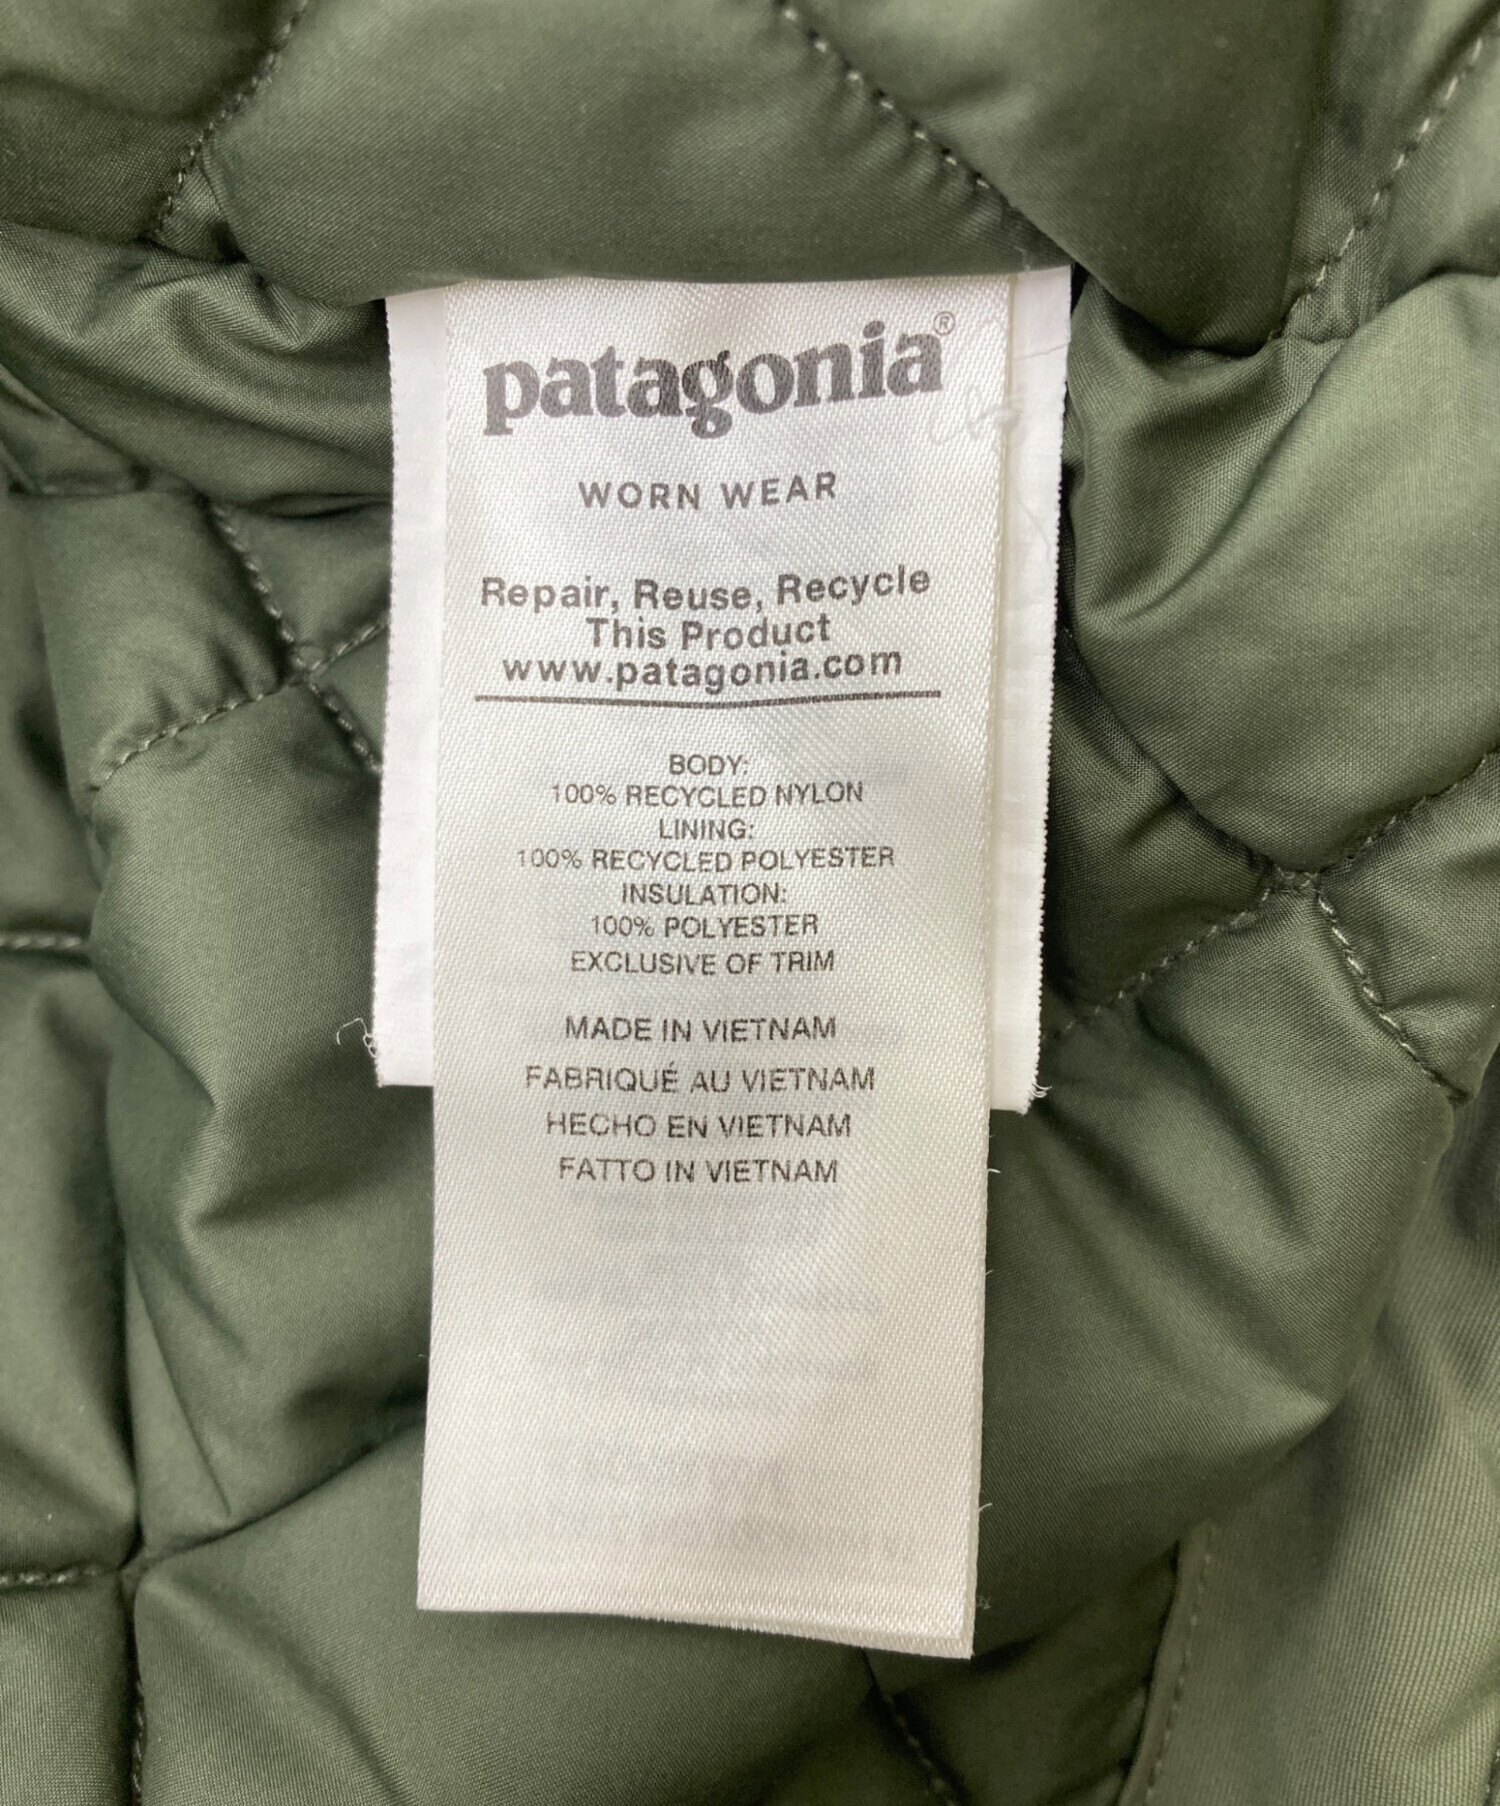 patagonia®
WORN WEAR
Repair, Reuse, Recycle
This Product
www.patagonia.com
BODY:
100% RECYCLED NYLON
LINING:
100% RECYCLED POLYESTER
INSULATION:
100% POLYESTER
EXCLUSIVE OF TRIM
MADE IN VIETNAM
FABRIQUÉ AU VIETNAM
HECHO EN VIETNAM
FATTO IN VIETNAM